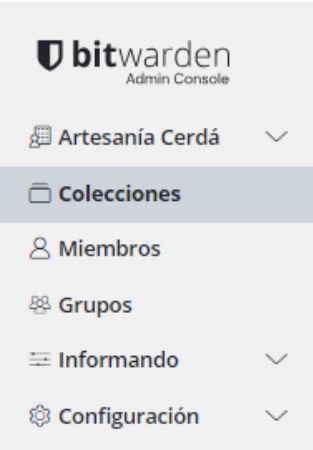 bitwarden
Admin Console
Artesanía Cerdá
Colecciones
Miembros
Grupos
Informando
Configuración